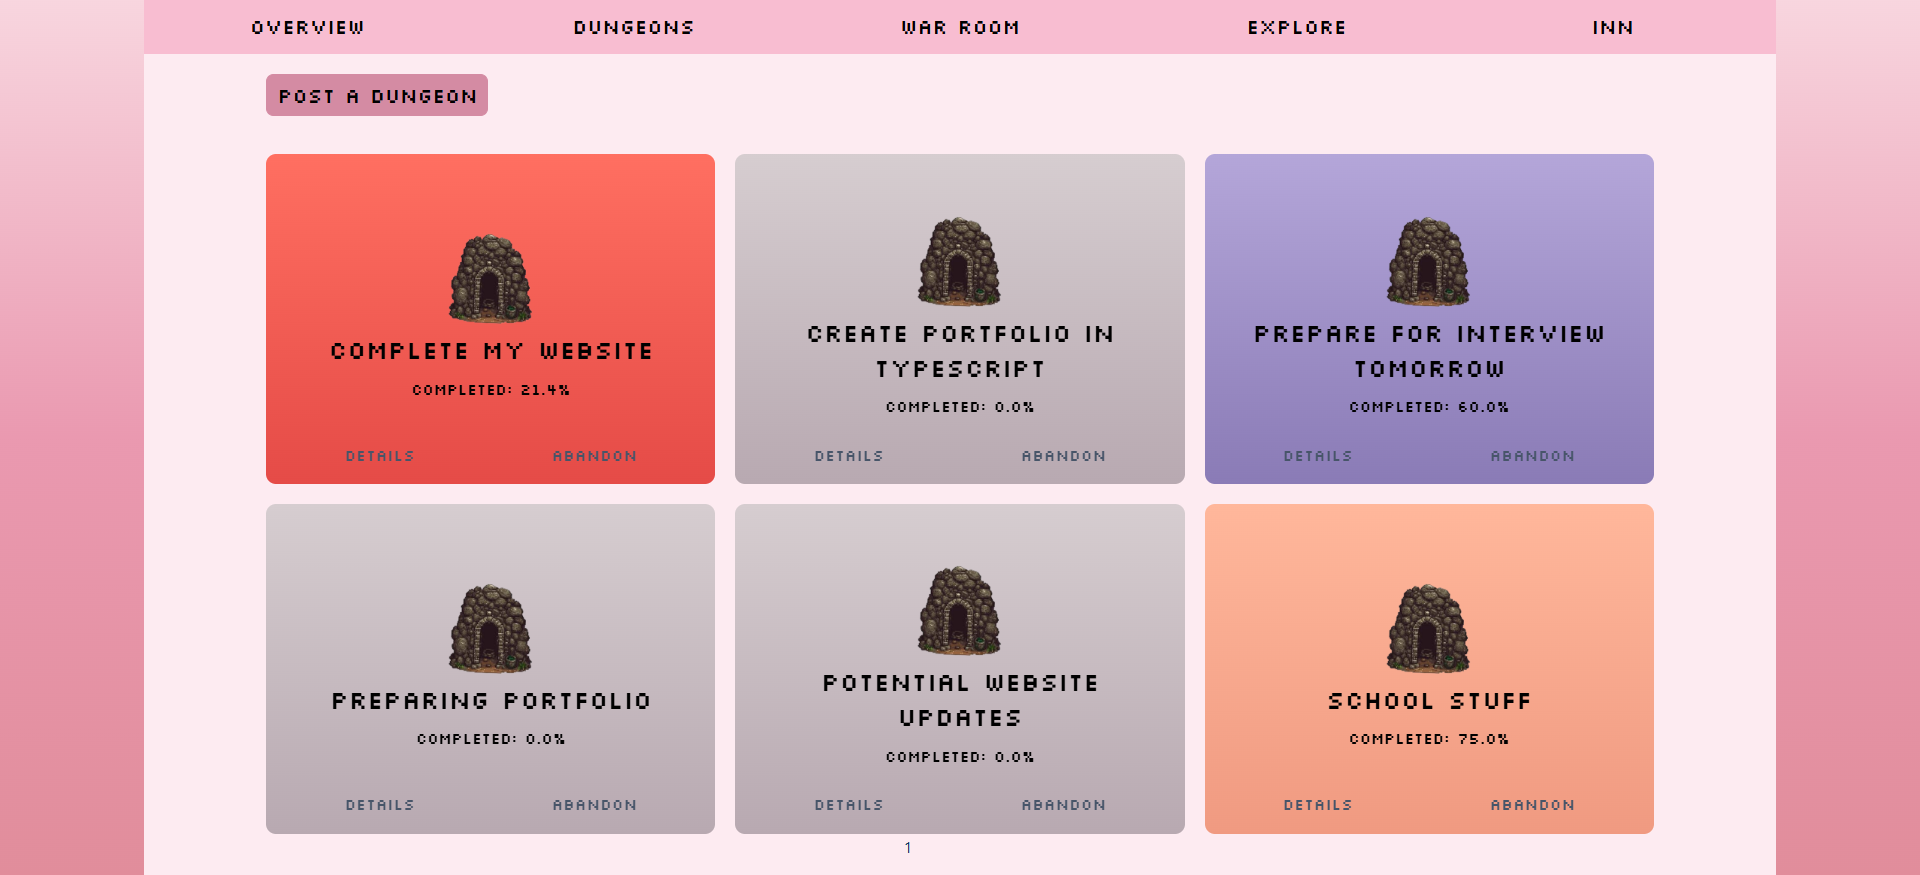 OVERVIEW DUNGEONS WAR ROOM EXPLORE INN
POST A DUNGEON
COMPLETE MY WEBSITE
COMPLETED: 21.4%
DETAILS ABANDON
CREATE PORTFOLIO IN
TYPESCRIPT
COMPLETED: 0.0%
DETAILS ABANDON
PREPARE FOR INTERVIEW
TOMORROW
COMPLETED: 60.0%
DETAILS ABANDON
PREPARING PORTFOLIO
COMPLETED: 0.0%
DETAILS ABANDON
POTENTIAL WEBSITE
UPDATES
COMPLETED: 0.0%
DETAILS ABANDON
SCHOOL STUFF
COMPLETED: 75.0%
DETAILS ABANDON
1